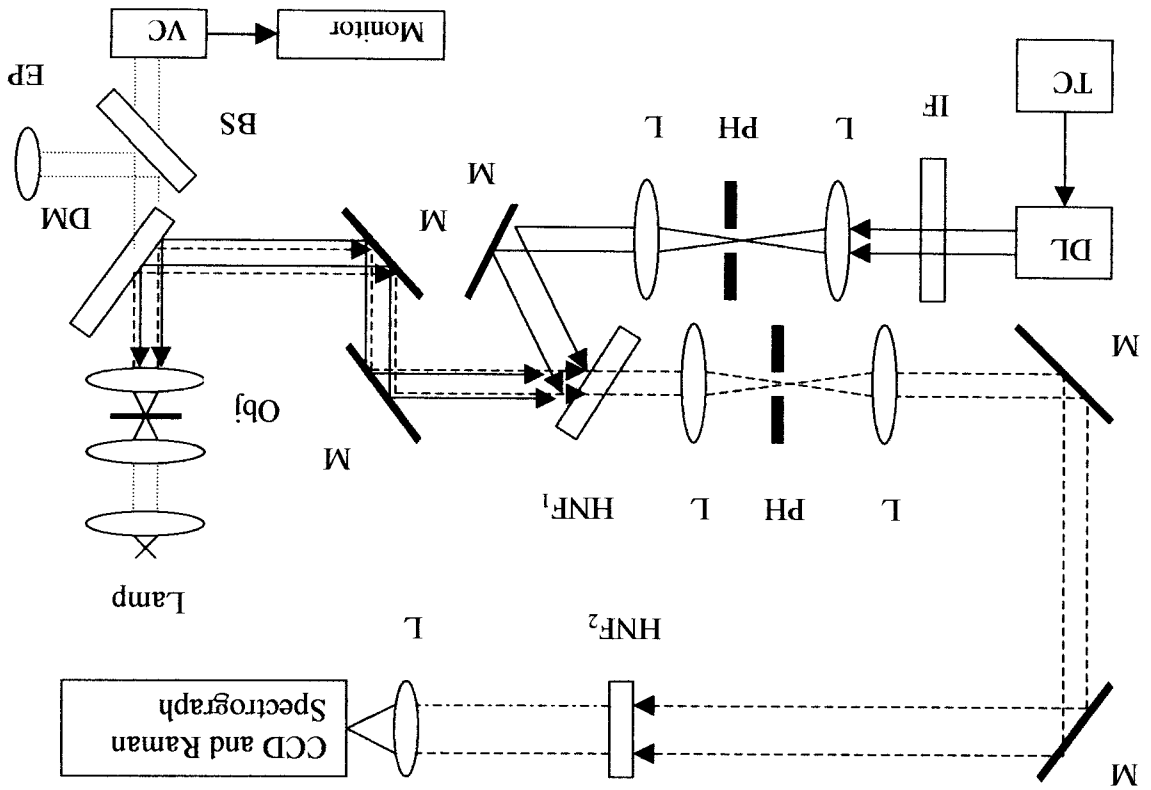 M
CCD and Raman
Spectrograph
HNF₂
L
Lamp
L
PH
L
HNF₁
M
Obj
M
DL
M
DM
M
L
PH
L
BS
IF
TC
EP
Monitor
VC